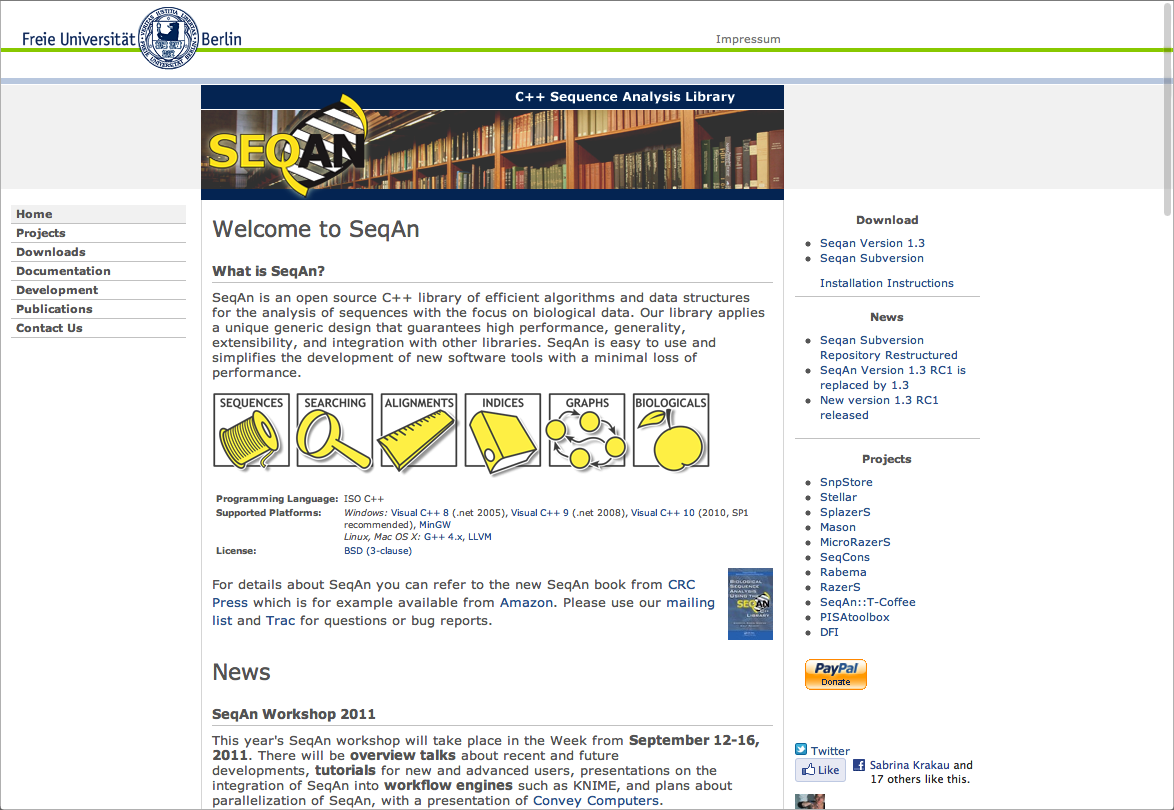 Freie Universität Berlin
Impressum
C++ Sequence Analysis Library
SEQAN
Home
Projects
Downloads
Documentation
Development
Publications
Contact Us
Welcome to SeqAn
What is SeqAn?
SeqAn is an open source C++ library of efficient algorithms and data structures
for the analysis of sequences with the focus on biological data. Our library applies
a unique generic design that guarantees high performance, generality,
extensibility, and integration with other libraries. SeqAn is easy to use and
simplifies the development of new software tools with a minimal loss of
performance.
SEQUENCES SEARCHING ALIGNMENTS INDICES GRAPHS BIOLOGICALS
Programming Language: ISO C++
Supported Platforms: Windows: Visual C++ 8 (.net 2005), Visual C++ 9 (.net 2008), Visual C++ 10 (2010, SP1
recommended), MinGW
Linux, Mac OS X: G++ 4.x, LLVM
License: BSD (3-clause)
For details about SeqAn you can refer to the new SeqAn book from CRC
Press which is for example available from Amazon. Please use our mailing
list and Trac for questions or bug reports.
BIOLOGICAL
SEQUENCE
ANALYSIS
USING THE
SEQAN
C++
LIBRARY
News
SeqAn Workshop 2011
This year's SeqAn workshop will take place in the Week from September 12-16,
2011. There will be overview talks about recent and future
developments, tutorials for new and advanced users, presentations on the
integration of SeqAn into workflow engines such as KNIME, and plans about
parallelization of SeqAn, with a presentation of Convey Computers.
Download
Seqan Version 1.3
Seqan Subversion
Installation Instructions
News
Seqan Subversion
Repository Restructured
SeqAn Version 1.3 RC1 is
replaced by 1.3
New version 1.3 RC1
released
Projects
SnpStore
Stellar
SplazerS
Mason
MicroRazerS
SeqCons
Rabema
RazerS
SeqAn::T-Coffee
PISAtoolbox
DFI
PayPal
Donate
Twitter
Like
Sabrina Krakau and
17 others like this.